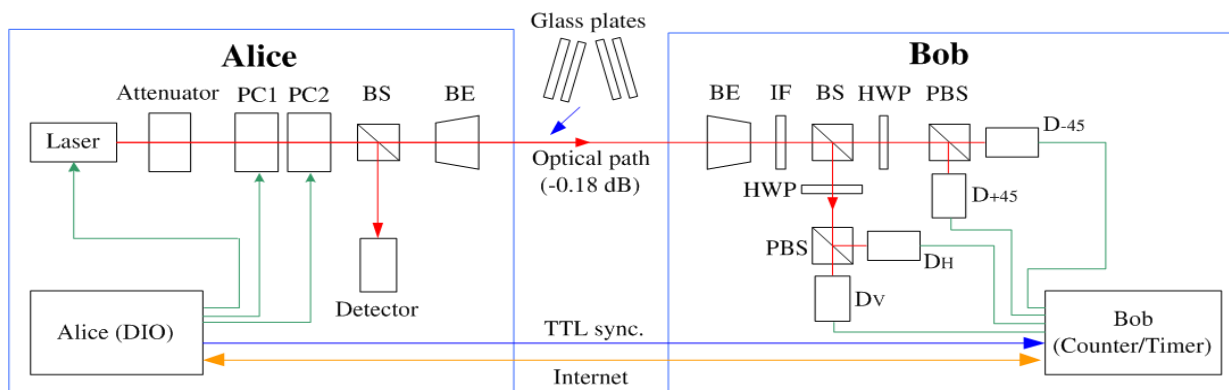 Glass plates
Alice
Bob
Attenuator PC1 PC2 BS BE
BE IF BS HWP PBS
Laser
D-45
Optical path
(-0.18 dB)
HWP
D+45
PBS
DH
Detector
DV
Alice (DIO)
TTL sync.
Bob
(Counter/Timer)
Internet